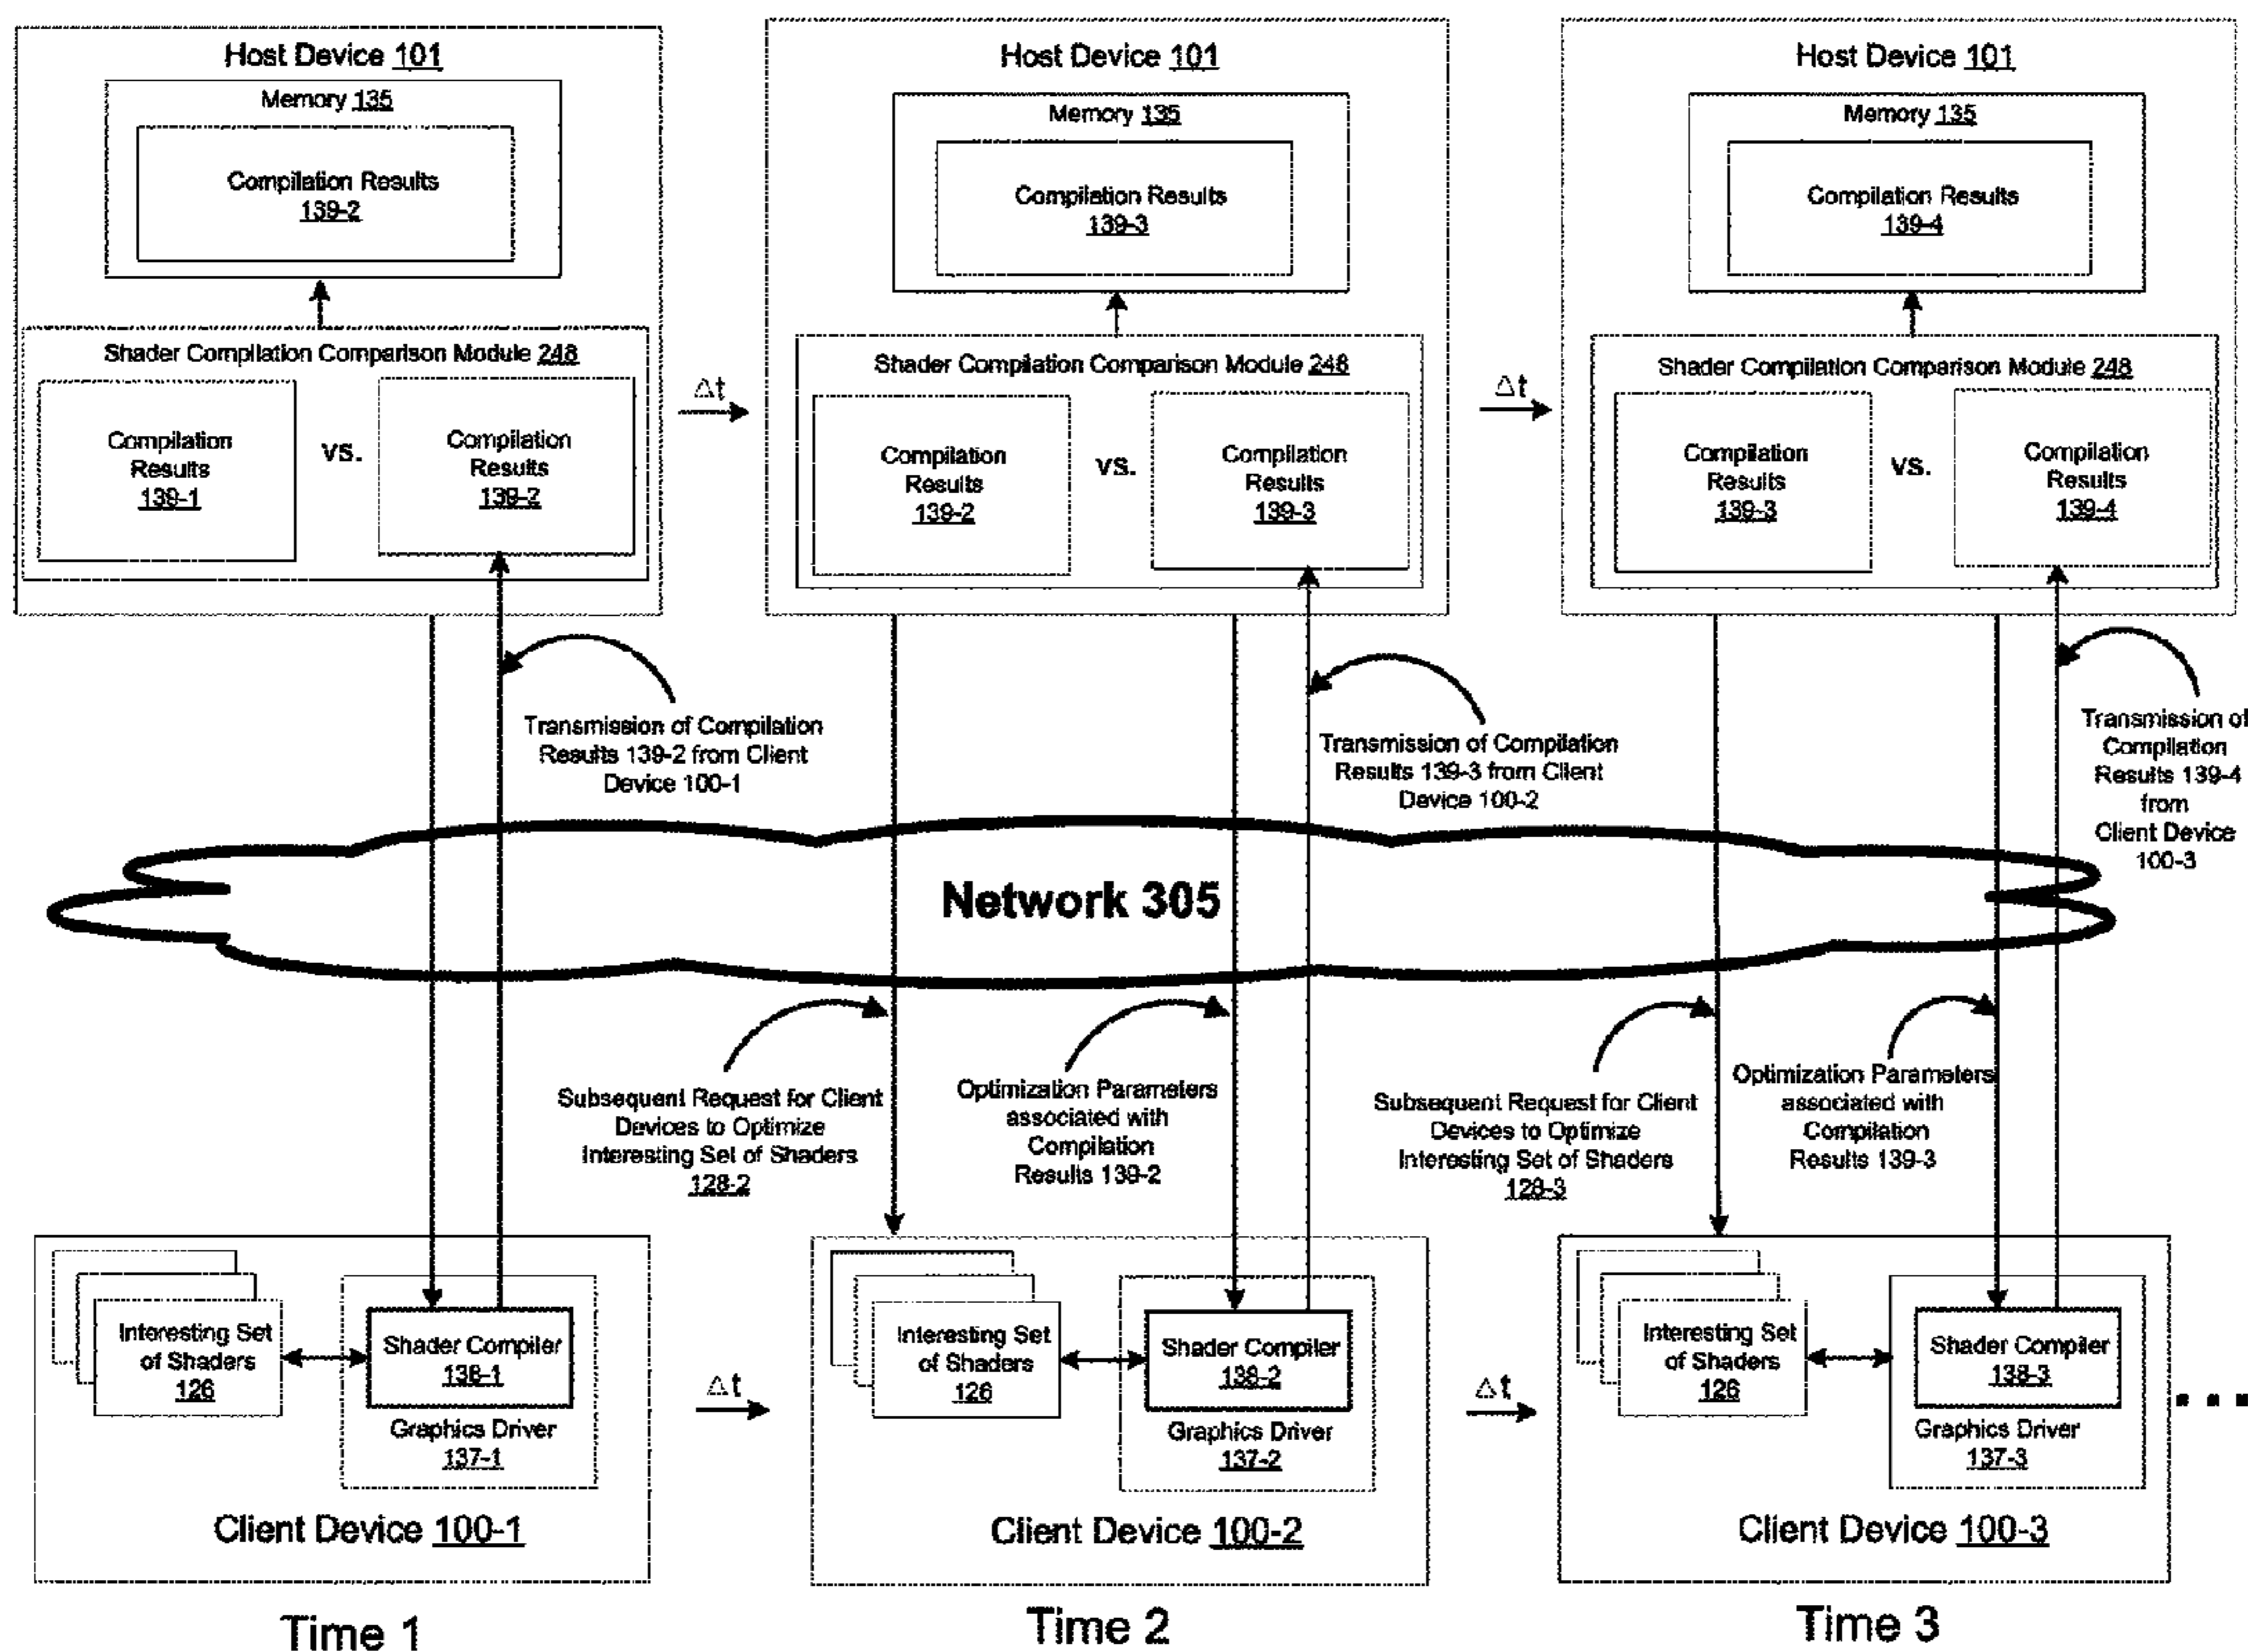 Host Device 101
Memory 135
Compilation Results
139-2
Shader Compilation Comparison Module 248
Compilation
Results
139-1
vs.
Compilation
Results
139-2
Δt
Host Device 101
Memory 135
Compilation Results
139-3
Shader Compilation Comparison Module 248
Compilation
Results
139-2
vs.
Compilation
Results
139-3
Δt
Host Device 101
Memory 135
Compilation Results
139-4
Shader Compilation Comparison Module 248
Compilation
Results
139-3
vs.
Compilation
Results
139-4
Transmission of Compilation
Results 139-2 from Client
Device 100-1
Transmission of Compilation
Results 139-3 from Client
Device 100-2
Transmission of
Compilation
Results 139-4
from
Client Device
100-3
Network 305
Subsequent Request for Client
Devices to Optimize
Interesting Set of Shaders
128-2
Optimization Parameters
associated with
Compilation
Results 139-2
Subsequent Request for Client
Devices to Optimize
Interesting Set of Shaders
128-3
Optimization Parameters
associated with
Compilation
Results 139-3
Interesting Set
of Shaders
126
Shader Compiler
138-1
Graphics Driver
137-1
Client Device 100-1
Δt
Interesting Set
of Shaders
126
Shader Compiler
138-2
Graphics Driver
137-2
Client Device 100-2
Δt
Interesting Set
of Shaders
126
Shader Compiler
138-3
Graphics Driver
137-3
Client Device 100-3
...
Time 1
Time 2
Time 3